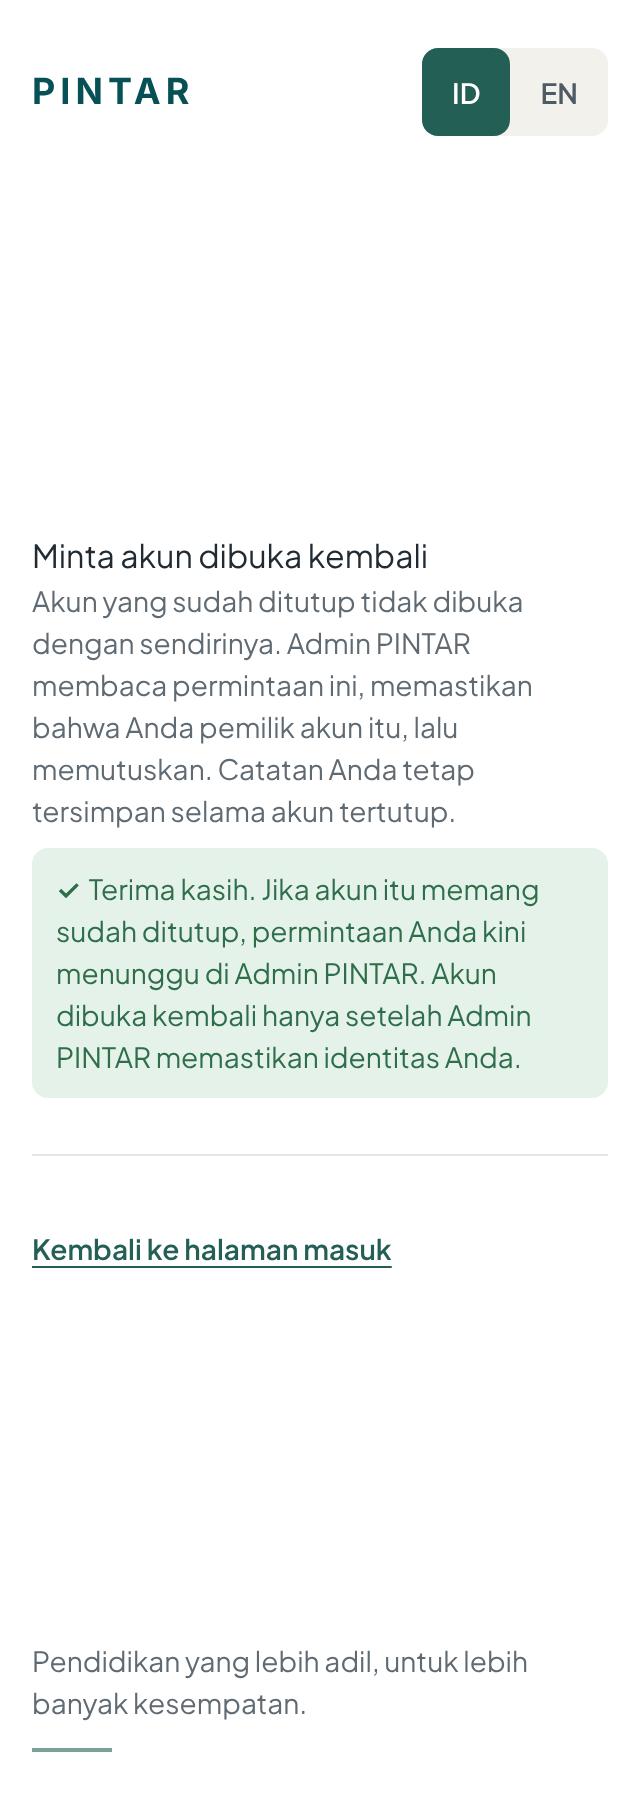 PINTAR
ID EN
Minta akun dibuka kembali
Akun yang sudah ditutup tidak dibuka
dengan sendirinya. Admin PINTAR
membaca permintaan ini, memastikan
bahwa Anda pemilik akun itu, lalu
memutuskan. Catatan Anda tetap
tersimpan selama akun tertutup.
✓ Terima kasih. Jika akun itu memang
sudah ditutup, permintaan Anda kini
menunggu di Admin PINTAR. Akun
dibuka kembali hanya setelah Admin
PINTAR memastikan identitas Anda.
Kembali ke halaman masuk
Pendidikan yang lebih adil, untuk lebih
banyak kesempatan.